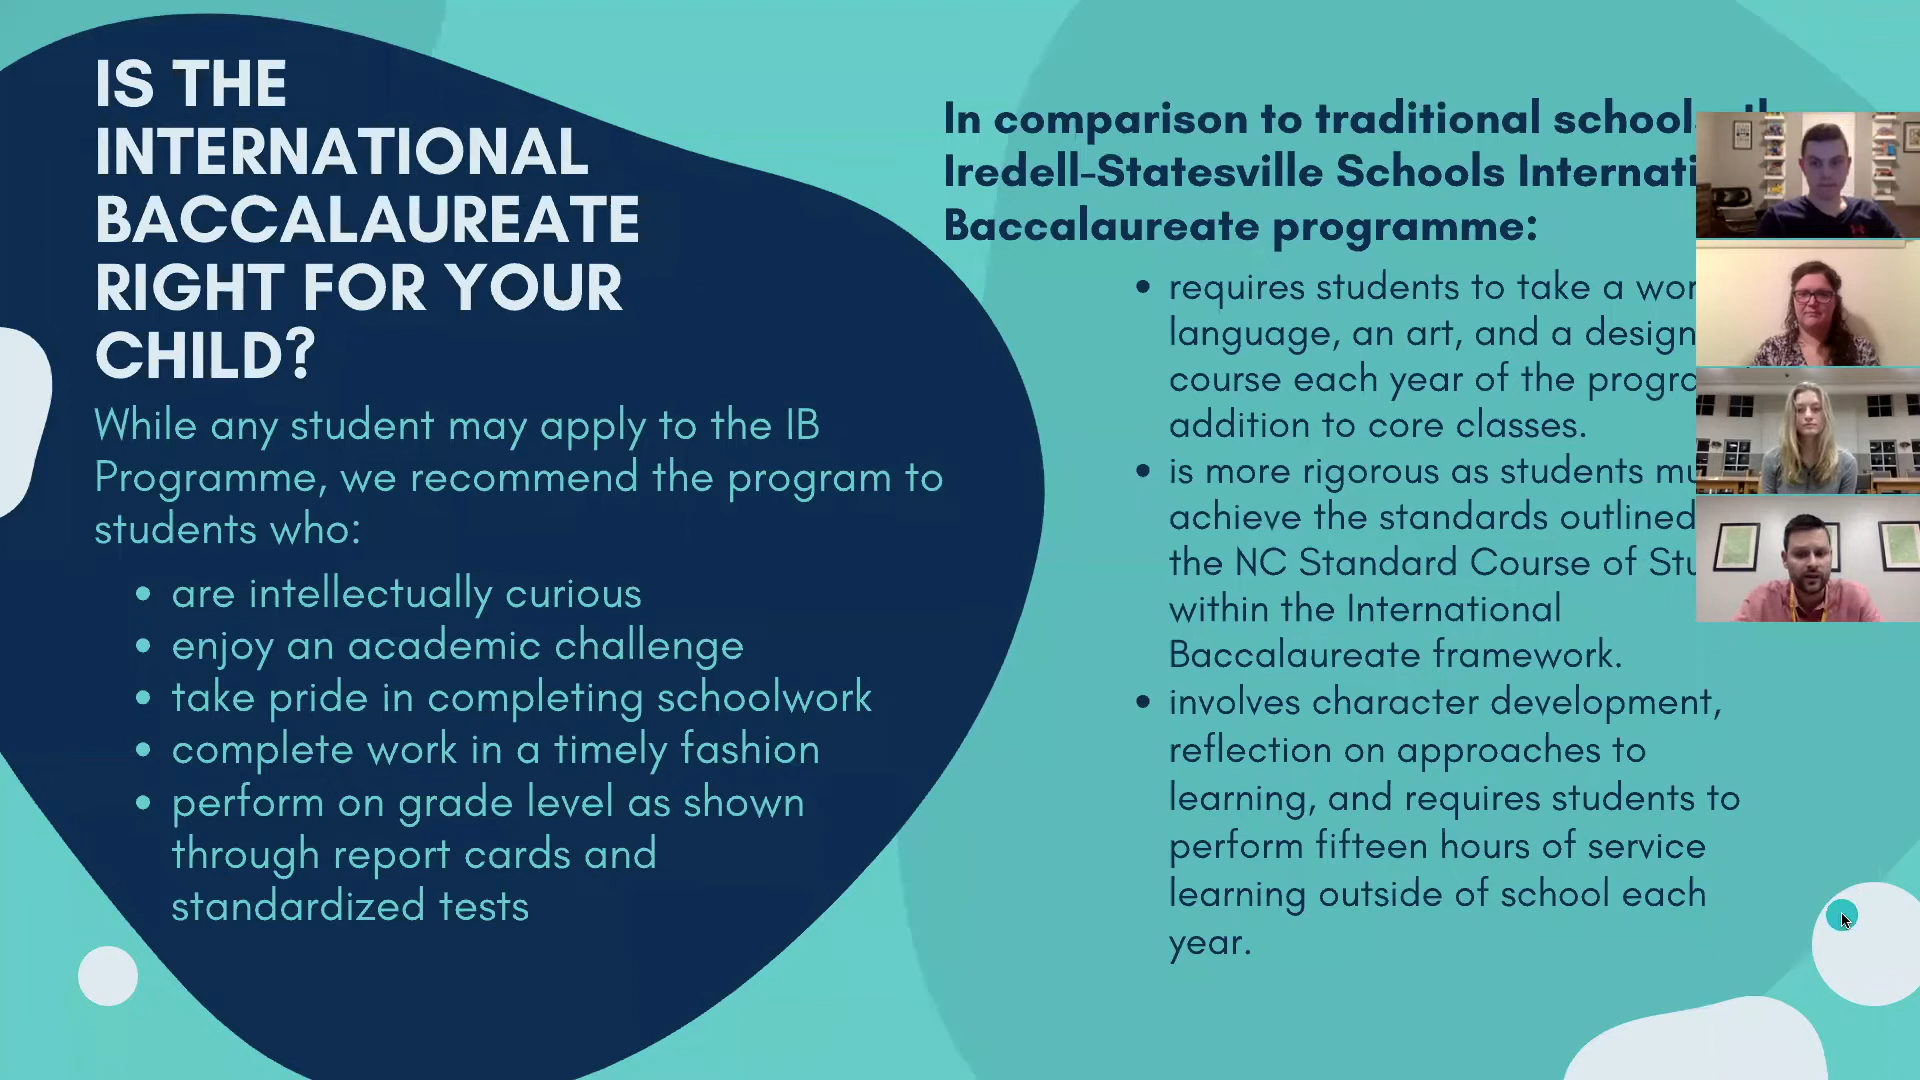 IS THE
INTERNATIONAL
BACCALAUREATE
RIGHT FOR YOUR
CHILD?
While any student may apply to the IB
Programme, we recommend the program to
students who:
• are intellectually curious
• enjoy an academic challenge
• take pride in completing schoolwork
• complete work in a timely fashion
• perform on grade level as shown
through report cards and
standardized tests
In comparison to traditional
Iredell-Statesville Schools
Baccalaureate programme:
• requires students to take a
language, an art, and a design
course each year of the
addition to core classes.
• is more rigorous as students
achieve the standards outlined
the NC Standard Course of
within the International
Baccalaureate framework.
• involves character development,
reflection on approaches to
learning, and requires students to
perform fifteen hours of service
learning outside of school each
year.